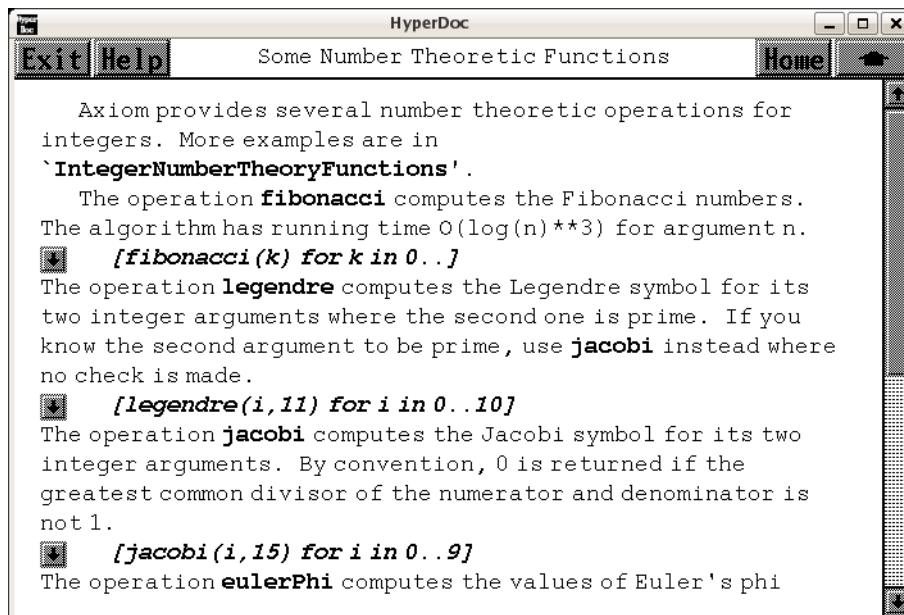 Hyper Doc
HyperDoc
Exit Help Some Number Theoretic Functions Home
Axiom provides several number theoretic operations for
integers. More examples are in
`IntegerNumberTheoryFunctions'.
The operation fibonacci computes the Fibonacci numbers.
The algorithm has running time O(log(n)**3) for argument n.
[fibonacci(k) for k in 0..]
The operation legendre computes the Legendre symbol for its
two integer arguments where the second one is prime. If you
know the second argument to be prime, use jacobi instead where
no check is made.
[legendre(i,11) for i in 0..10]
The operation jacobi computes the Jacobi symbol for its two
integer arguments. By convention, 0 is returned if the
greatest common divisor of the numerator and denominator is
not 1.
[jacobi(i,15) for i in 0..9]
The operation eulerPhi computes the values of Euler's phi